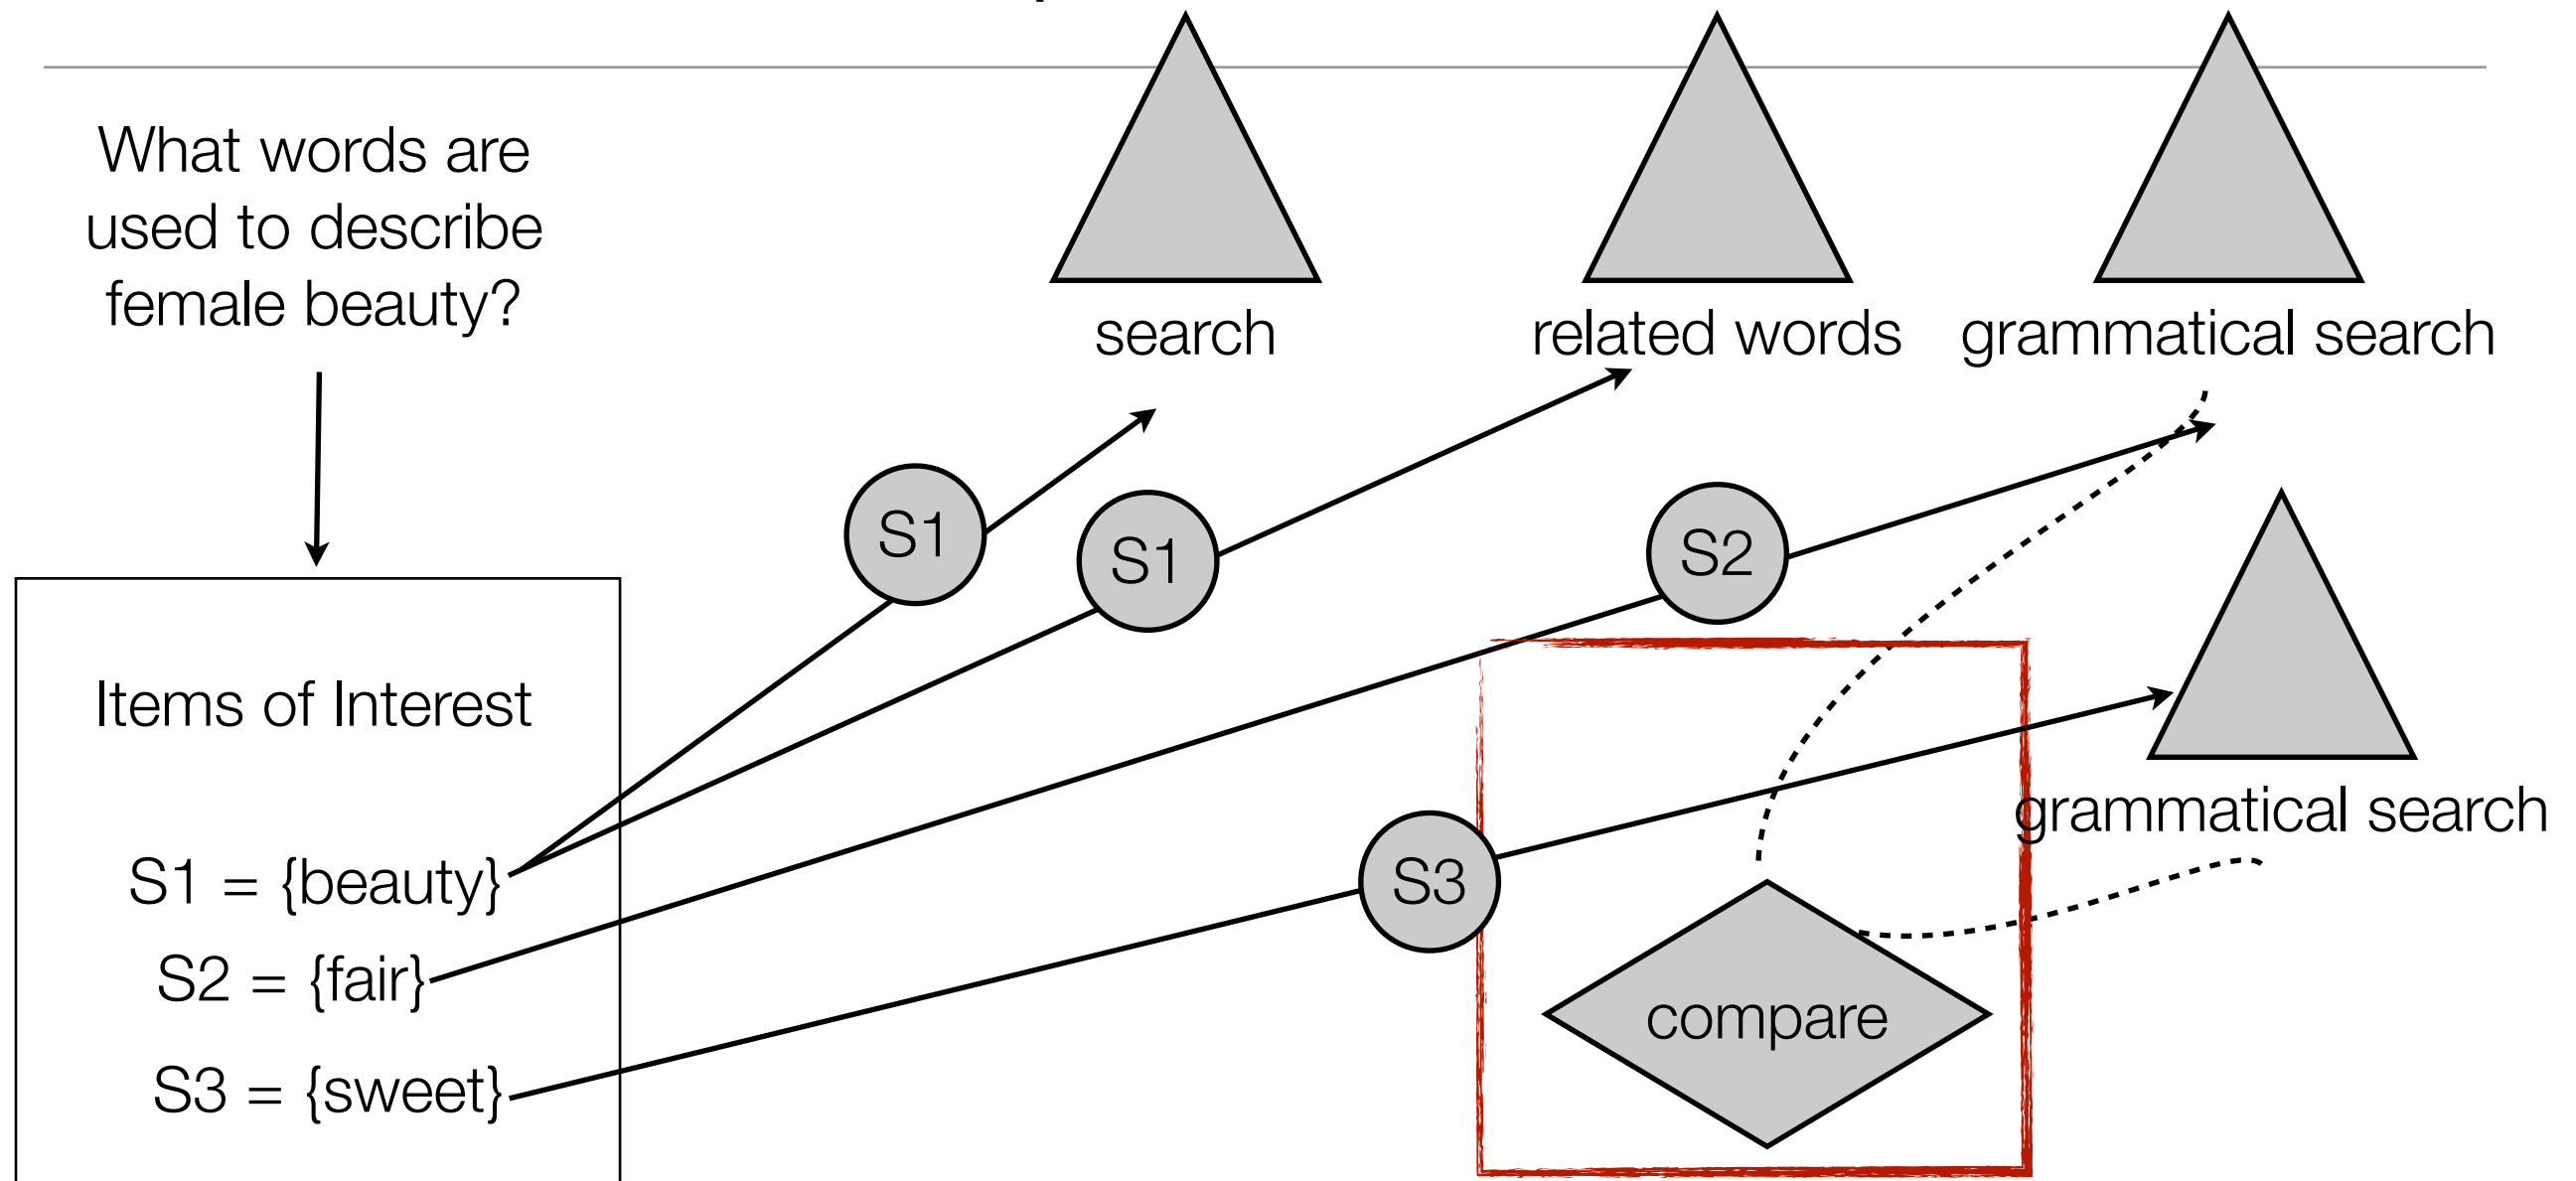 What words are
used to describe
female beauty?
search
related words
grammatical search
S1
S1
S2
Items of Interest
grammatical search
S1 = {beauty}
S3
S2 = {fair}
compare
S3 = {sweet}